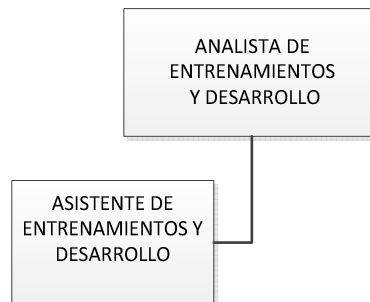 ANALISTA DE
ENTRENAMIENTOS
Y DESARROLLO
ASISTENTE DE
ENTRENAMIENTOS Y
DESARROLLO